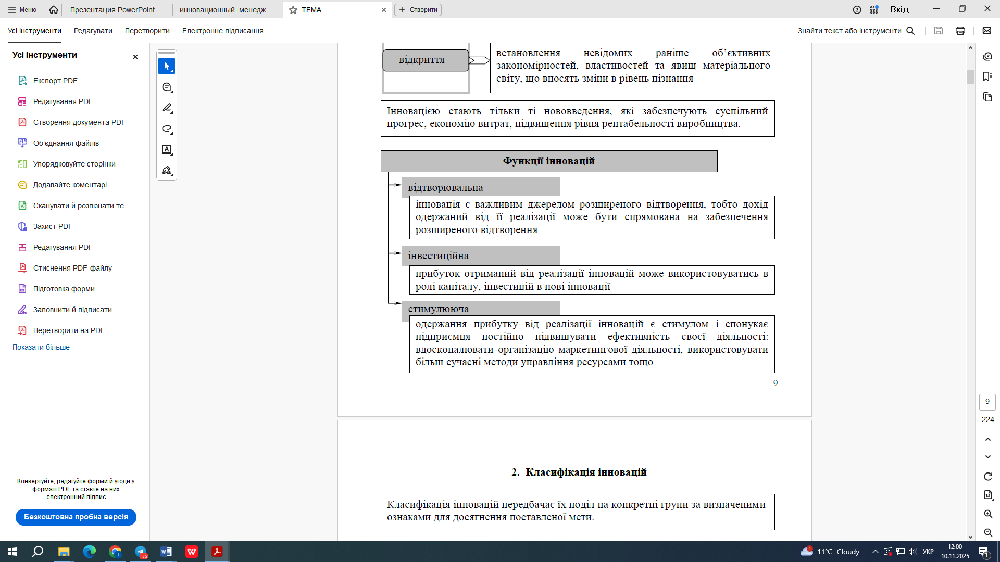 Меню
Презентация PowerPoint
инновационный_менедж...
ТЕМА
Створити
Вхід
Усі інструменти
Редагувати
Перетворити
Електронне підписання
Знайти текст або інструменти
Усі інструменти
Експорт PDF
Редагування PDF
Створення документа PDF
Об’єднання файлів
Упорядковуйте сторінки
Додавайте коментарі
Сканувати й розпізнати те...
Захист PDF
Редагування PDF
Стиснення PDF-файлу
Підготовка форми
Заповнити й підписати
Перетворити на PDF
Показати більше
Конвертуйте, редагуйте форми й угоди у
форматі PDF та ставте на них
електронний підпис
Безкоштовна пробна версія
відкриття
встановлення невідомих раніше об’єктивних
закономірностей, властивостей та явищ матеріального
світу, що вносять зміни в рівень пізнання
Інновацією стають тільки ті нововведення, які забезпечують суспільний
прогрес, економію витрат, підвищення рівня рентабельності виробництва.
Функції інновацій
відтворювальна
інновація є важливим джерелом розширеного відтворення, тобто дохід
одержаний від її реалізації може бути спрямована на забезпечення
розширеного відтворення
інвестиційна
прибуток отриманий від реалізації інновацій може використовуватись в
ролі капіталу, інвестицій в нові інновації
стимулююча
одержання прибутку від реалізації інновацій є стимулом і спонукає
підприємця постійно підвищувати ефективність своєї діяльності:
вдосконалювати організацію маркетингової діяльності, використовувати
більш сучасні методи управління ресурсами тощо
9
2. Класифікація інновацій
Класифікація інновацій передбачає їх поділ на конкретні групи за визначеними
ознаками для досягнення поставленої мети.
9
224
1:1
.55
1
11°C Cloudy
УКР
12:00
10.11.2025
1